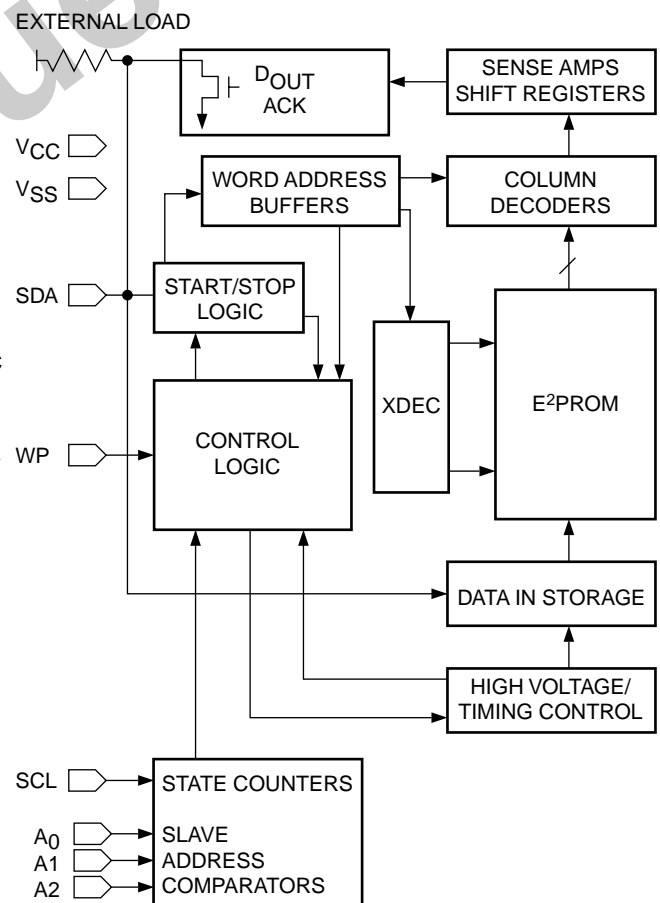 EXTERNAL LOAD
DOUT
ACK
SENSE AMPS
SHIFT REGISTERS
VCC
VSS
WORD ADDRESS
BUFFERS
COLUMN
DECODERS
SDA
START/STOP
LOGIC
XDEC
E²PROM
WP
CONTROL
LOGIC
DATA IN STORAGE
HIGH VOLTAGE/
TIMING CONTROL
SCL
STATE COUNTERS
A0
SLAVE
A1
ADDRESS
A2
COMPARATORS